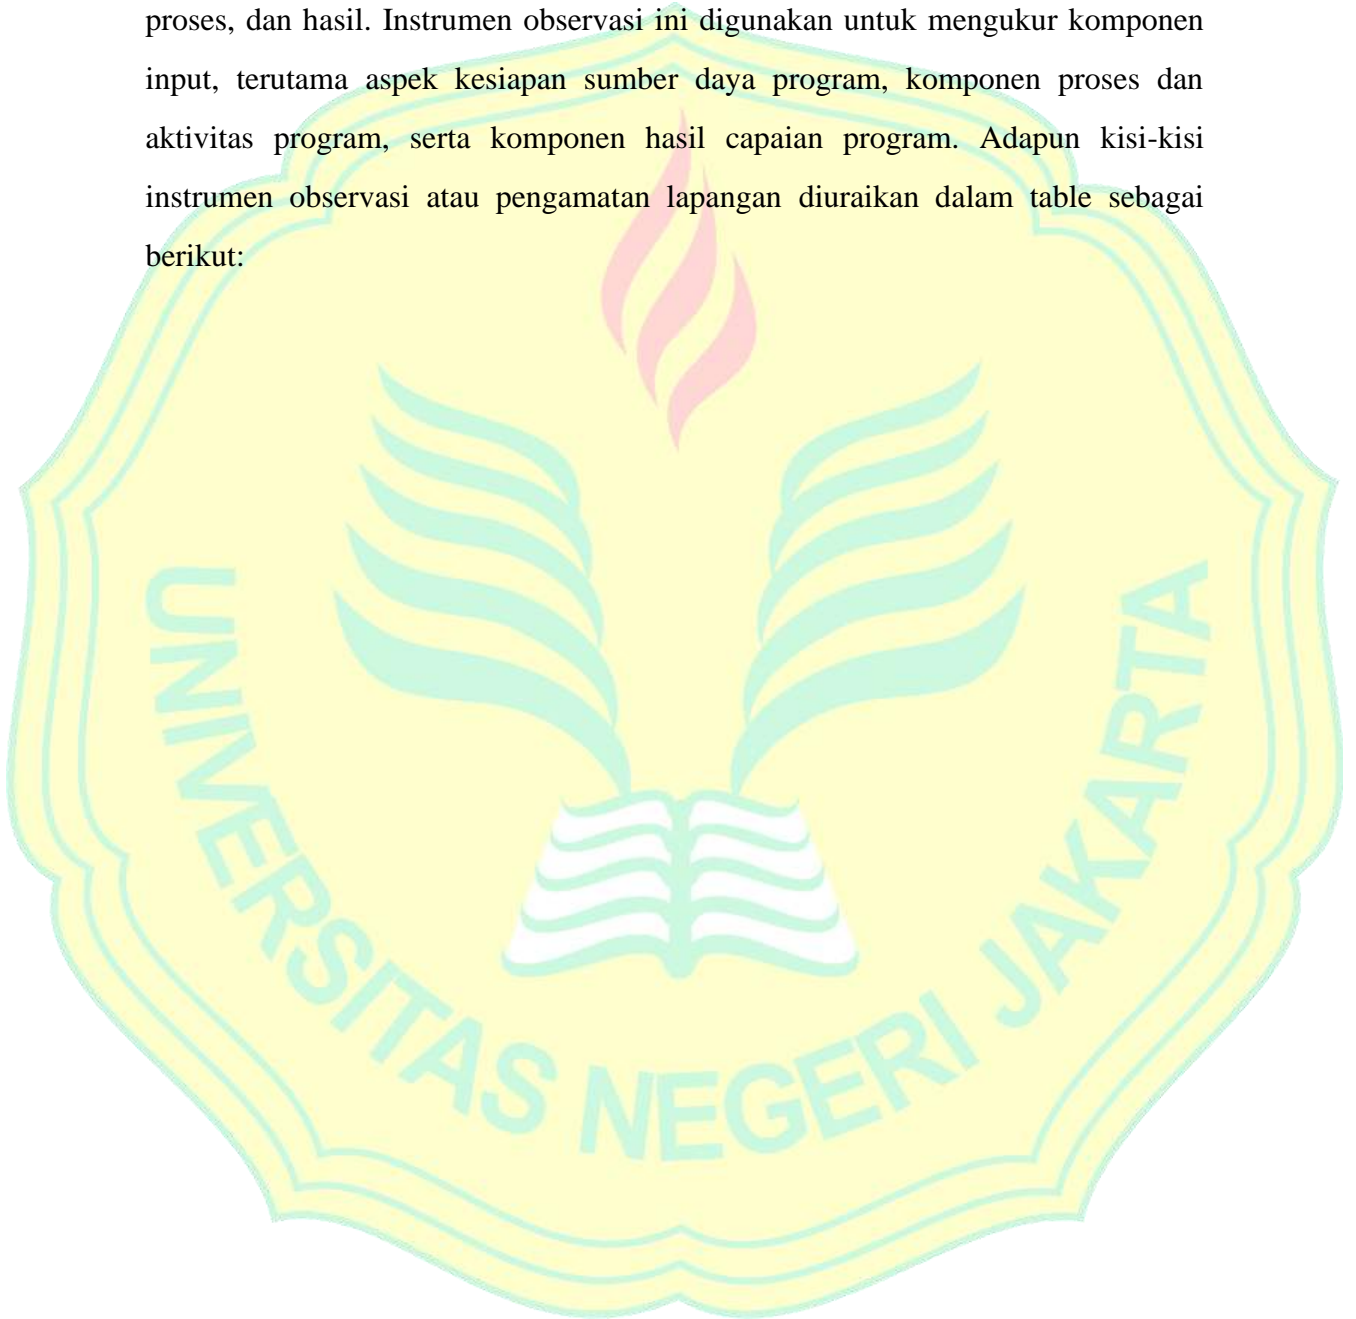 proses, dan hasil. Instrumen observasi ini digunakan untuk mengukur komponen
input, terutama aspek kesiapan sumber daya program, komponen proses dan
aktivitas program, serta komponen hasil capaian program. Adapun kisi-kisi
instrumen observasi atau pengamatan lapangan diuraikan dalam table sebagai
berikut:
UNIVERSITAS NEGERI JAKARTA